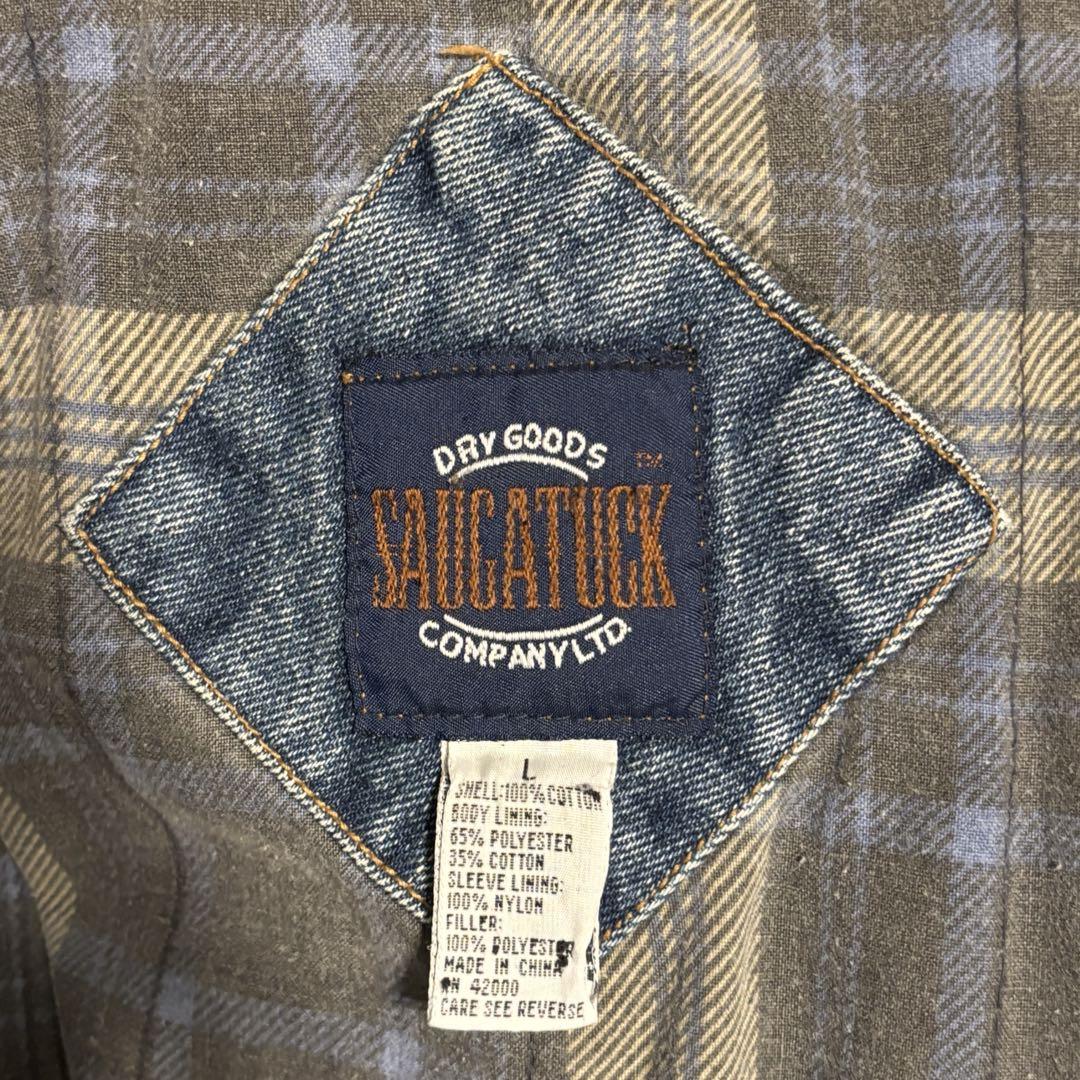 DRY GOODS
TM
SAUGATUCK
COMPANY LTD.
L
SHELL: 100% COTTON
BODY LINING:
65% POLYESTER
35% COTTON
SLEEVE LINING:
100% NYLON
FILLER:
100% POLYESTER
MADE IN CHINA
RN 42000
CARE SEE REVERSE